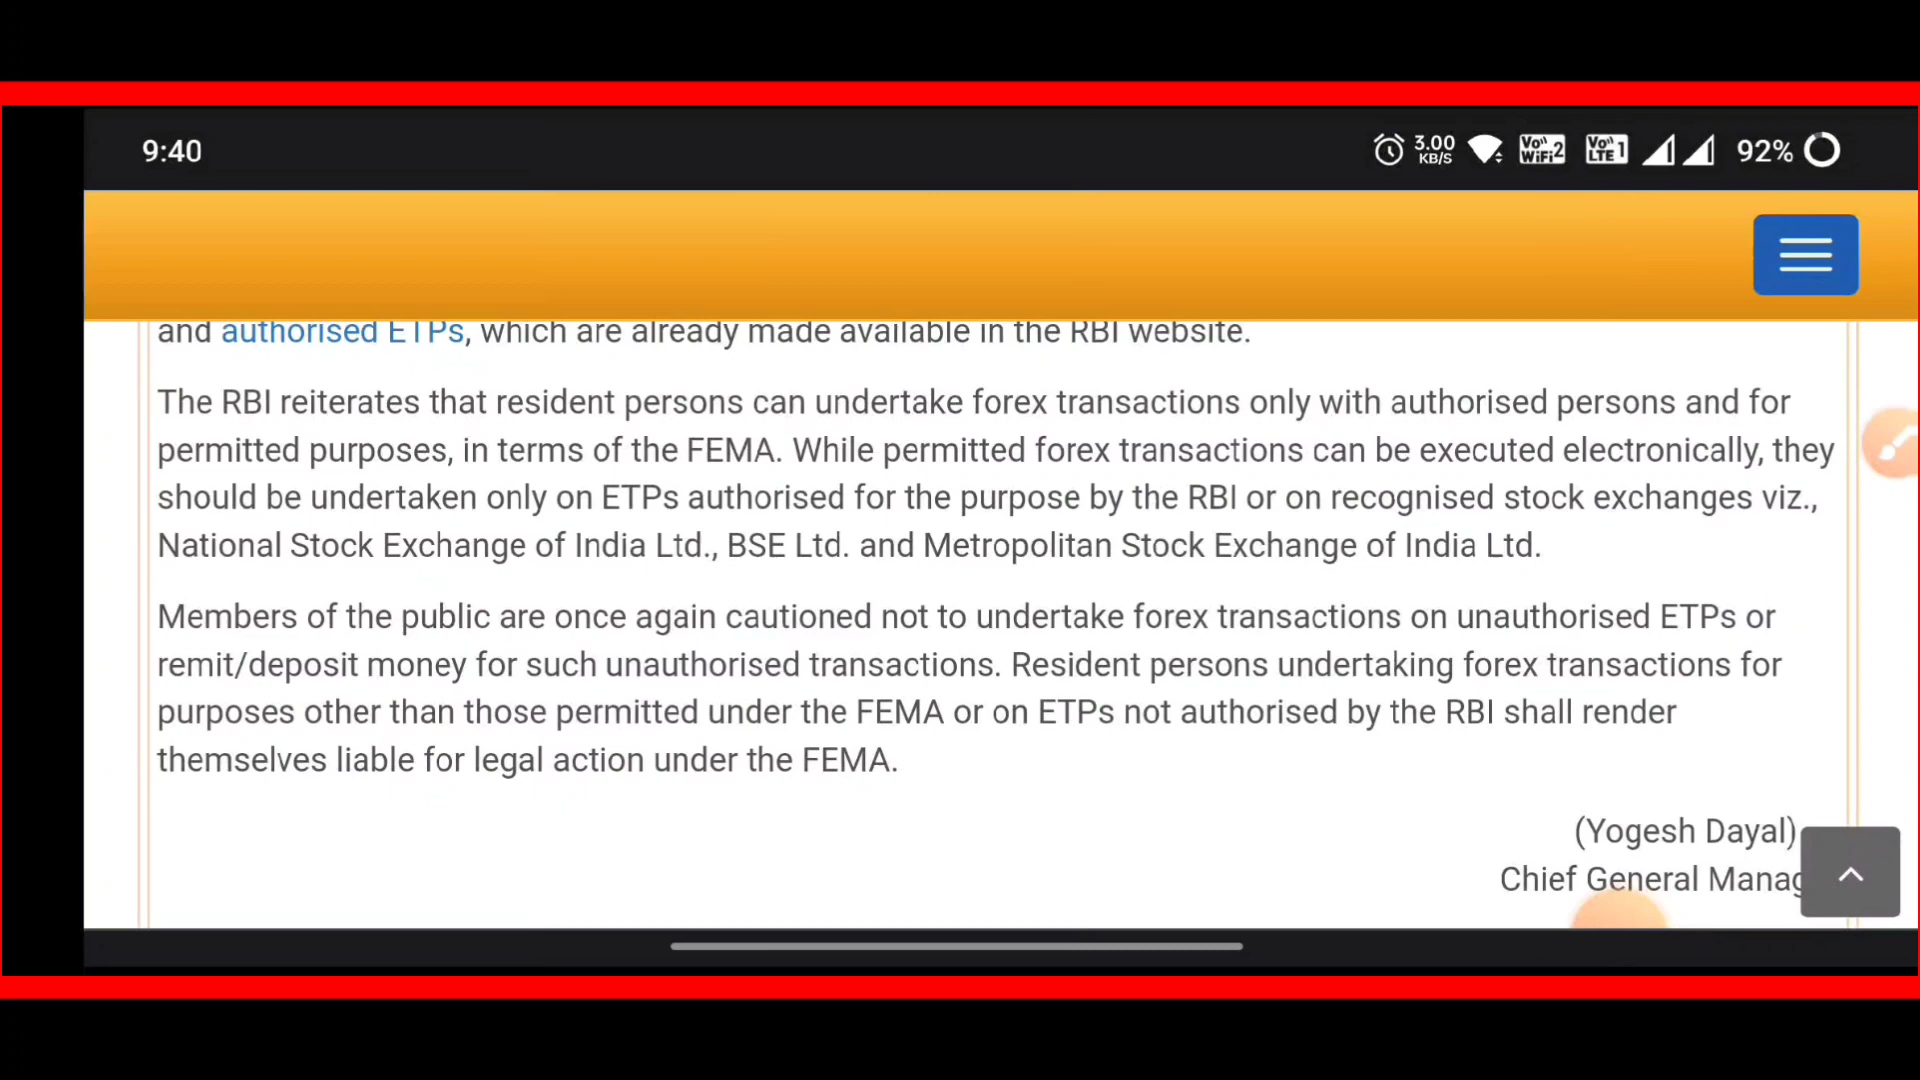 9:40
3.00
KB/S
Vo))
WiFi2
Vo))
LTE 1
92%
and authorised ETPs, which are already made available in the RBI website.
The RBI reiterates that resident persons can undertake forex transactions only with authorised persons and for
permitted purposes, in terms of the FEMA. While permitted forex transactions can be executed electronically, they
should be undertaken only on ETPs authorised for the purpose by the RBI or on recognised stock exchanges viz.,
National Stock Exchange of India Ltd., BSE Ltd. and Metropolitan Stock Exchange of India Ltd.
Members of the public are once again cautioned not to undertake forex transactions on unauthorised ETPs or
remit/deposit money for such unauthorised transactions. Resident persons undertaking forex transactions for
purposes other than those permitted under the FEMA or on ETPs not authorised by the RBI shall render
themselves liable for legal action under the FEMA.
(Yogesh Dayal)
Chief General Manag